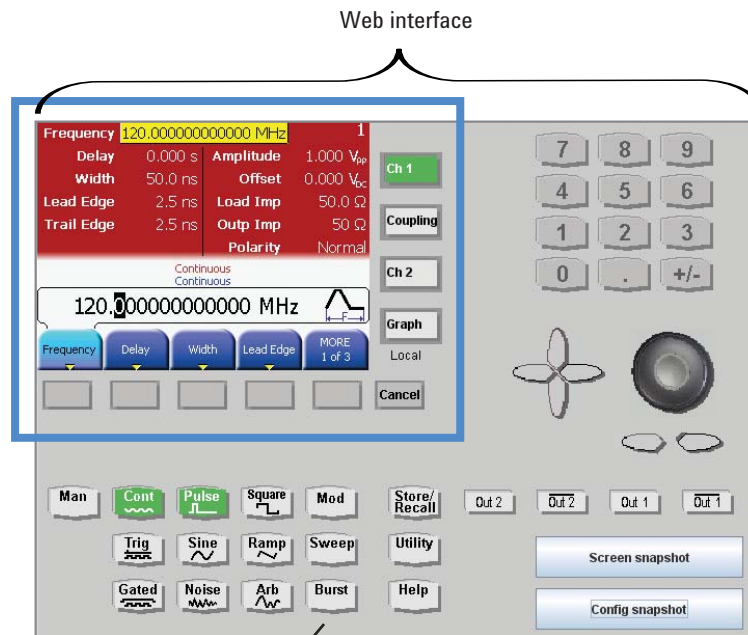 Web interface
Frequency 120.000000000000 MHz 1
Delay 0.000 s Amplitude 1.000 Vpp
Width 50.0 ns Offset 0.000 VDC
Lead Edge 2.5 ns Load Imp 50.0 Ω
Trail Edge 2.5 ns Outp Imp 50 Ω
Polarity Normal
Continuous
Continuous
120.000000000000 MHz
F
Frequency Delay Width Lead Edge MORE
1 of 3
Ch 1
Coupling
Ch 2
Graph
Local
Cancel
7 8 9
4 5 6
1 2 3
0 . +/-
Man Cont Pulse Square Mod Store/
Recall
Out 2 Out 2 Out 1 Out 1
Trig Sine Ramp Sweep Utility
Screen snapshot
Gated Noise Arb Burst Help
Config snapshot